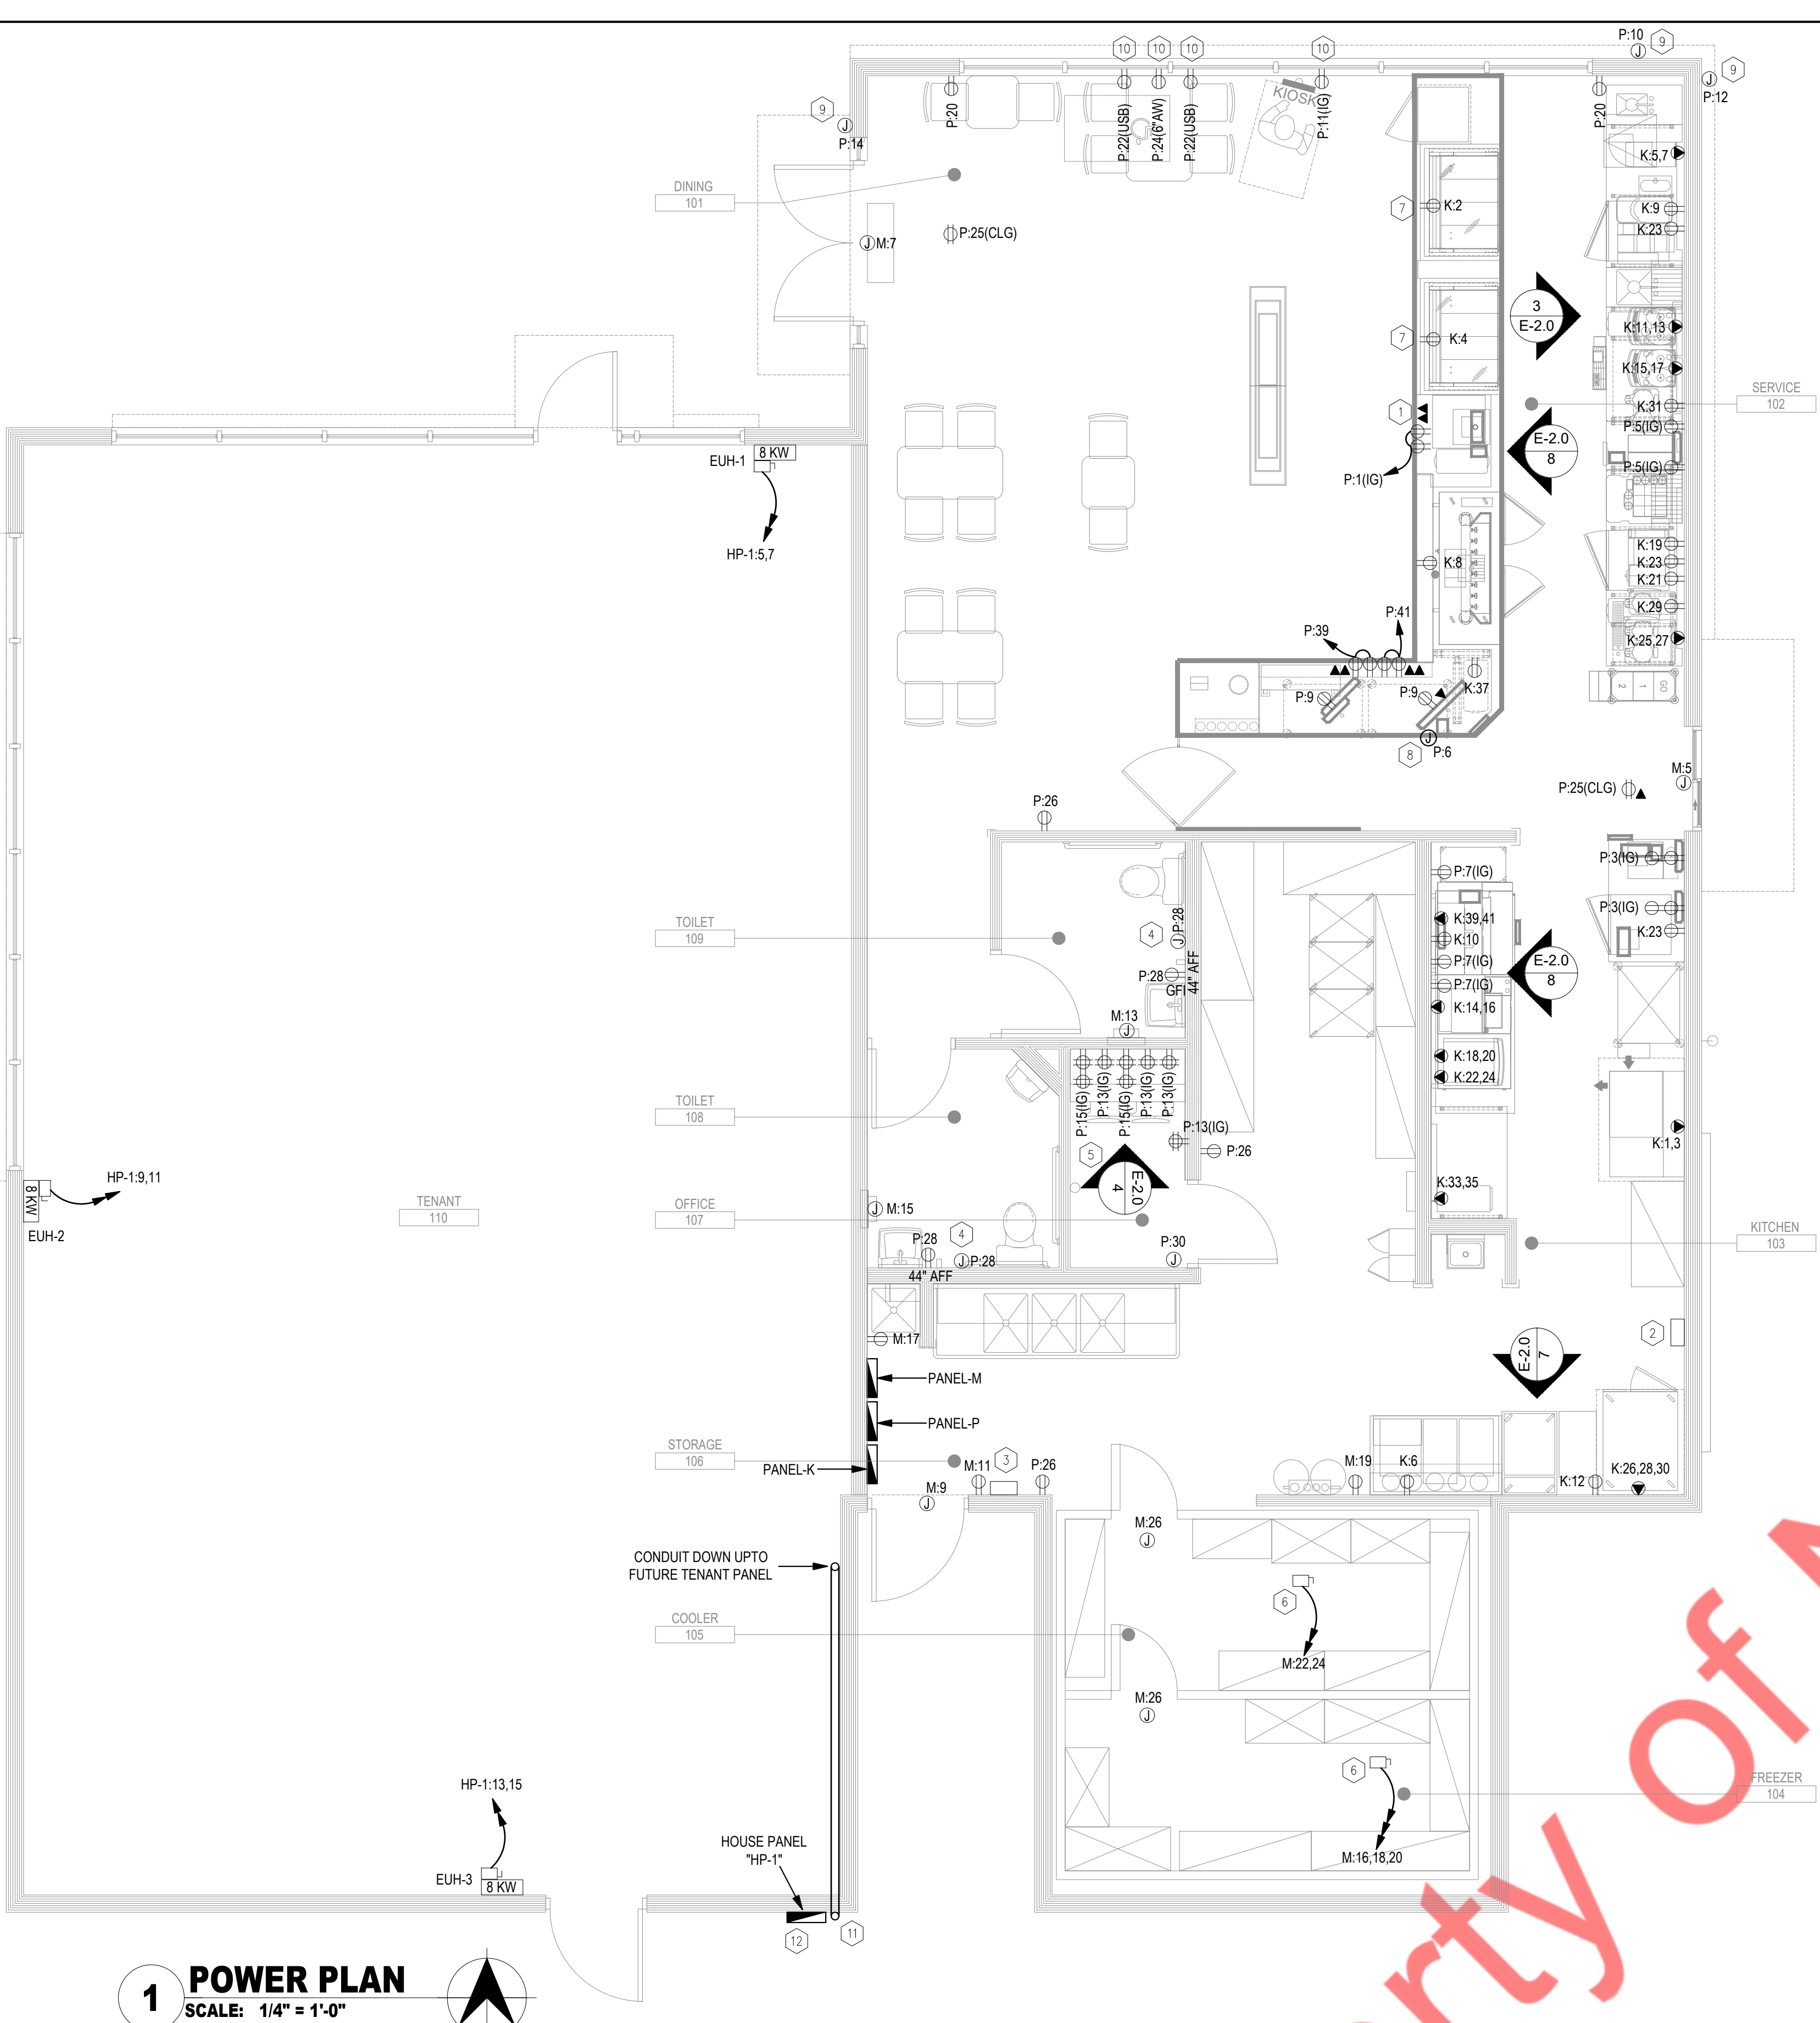 P:10
9
J
10
10
10
10
9
J
P:12
9
J
P:14
P:20
P:22(USB)
P:24(6"AW)
P:22(USB)
KIOSK
P:11(IG)
P:20
K:5,7
DINING
101
7
K:2
K:9
K:23
J M:7
P:25(CLG)
3
E-2.0
7
K:4
K:11,13
K:15,17
SERVICE
102
1
K:31
P:5(IG)
E-2.0
8
P:5(IG)
P:1(IG)
EUH-1
8 KW
HP-1:5,7
K:8
K:19
K:23
K:21
K:29
P:41
P:39
K:25,27
P:9
P:9
K:37
2
1
GO
J
8
P:6
M:5
J
P:25(CLG)
P:26
P:3(IG)
P:7(IG)
P:3(IG)
K:39,41
K:23
K:10
TOILET
109
4
J P:28
P:7(IG)
E-2.0
8
P:28
GFI
44" AFF
P:7(IG)
K:14,16
M:13
J
K:18,20
K:22,24
TOILET
108
P:15(IG)
P:13(IG)
P:15(IG)
P:13(IG)
P:13(IG)
P:13(IG)
K:1,3
5
P:26
E-2.0
4
8 KW
HP-1:9,11
EUH-2
TENANT
110
OFFICE
107
J M:15
K:33,35
KITCHEN
103
P:28
4
J P:28
44" AFF
P:30
J
M:17
2
E-2.0
7
PANEL-M
PANEL-P
STORAGE
106
PANEL-K
M:11
3
P:26
M:19
K:6
K:12
K:26,28,30
M:9
J
M:26
J
CONDUIT DOWN UPTO
FUTURE TENANT PANEL
6
COOLER
105
M:22,24
M:26
J
6
FREEZER
104
HP-1:13,15
M:16,18,20
HOUSE PANEL
"HP-1"
EUH-3
8 KW
12
11
1
POWER PLAN
SCALE: 1/4" = 1'-0"
rty of